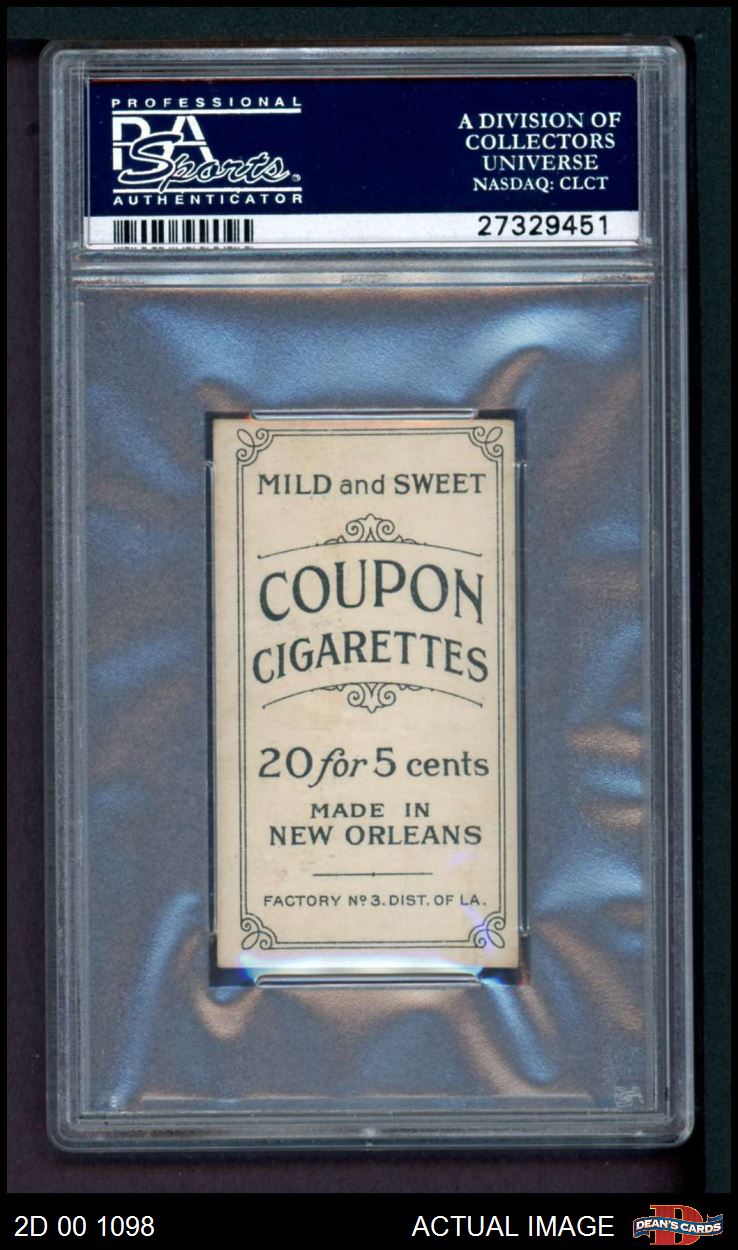 PROFESSIONAL
PSA
Sports
AUTHENTICATOR
A DIVISION OF
COLLECTORS
UNIVERSE
NASDAQ: CLCT
27329451
MILD and SWEET
COUPON
CIGARETTES
20 for 5 cents
MADE IN
NEW ORLEANS
FACTORY Nº 3. DIST. OF LA.
2D 00 1098
ACTUAL IMAGE
D
DEAN'S CARDS